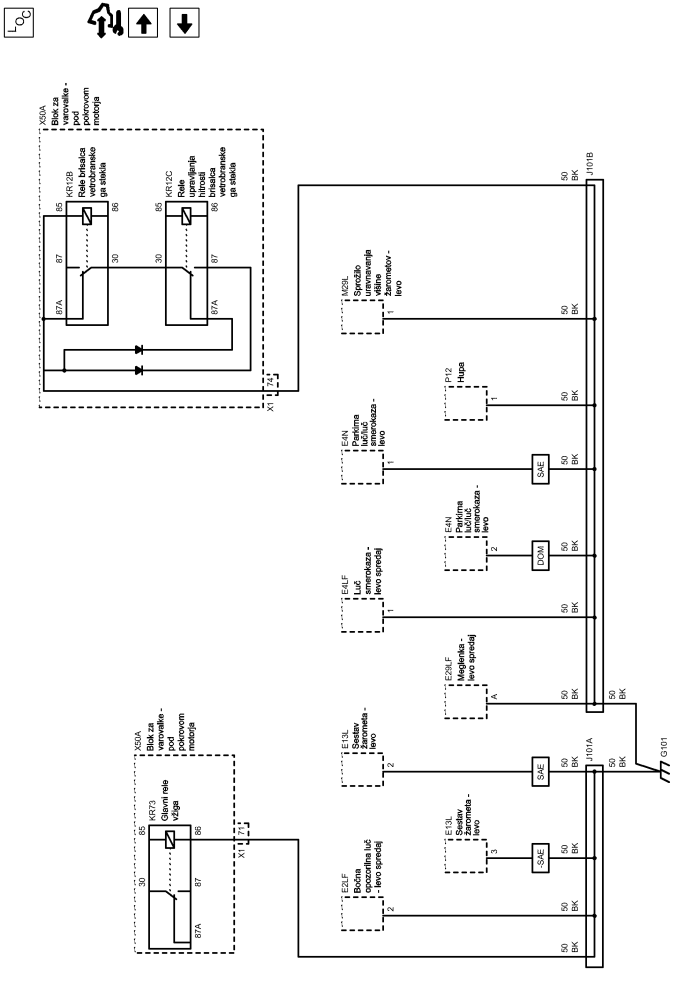 LOC
X50A
Blok za
varovalke -
pod
pokrovom
motorja
KR73
Glavni rele
vžiga
85
86
30
87
87A
X1
71
X50A
Blok za
varovalke -
pod
pokrovom
motorja
KR12B
Rele brisalca
vetrobranske
ga stekla
85
86
87
30
87A
KR12C
Rele
upravljanja
hitrosti
brisalca
vetrobranske
ga stekla
85
86
30
87
87A
X1
74
E2LF
Bočna
opozorilna luč
- levo spredaj
2
E13L
Sestav
žarometa -
levo
2
E4LF
Luč
smerokaza -
levo spredaj
1
E4N
Parkirna
luč/luč
smerokaza -
levo
1
M29L
Sprožilo
uravnavanja
višine
žarometov -
levo
1
E13L
Sestav
žarometa -
levo
3
E29LF
Meglenka -
levo spredaj
A
E4N
Parkirna
luč/luč
smerokaza -
levo
2
P12
Hupa
1
-SAE
SAE
DOM
SAE
50
BK
50
BK
50
BK
50
BK
50
BK
50
BK
50
BK
50
BK
50
BK
50
BK
50
BK
J101A
J101B
50
BK
50
BK
G101